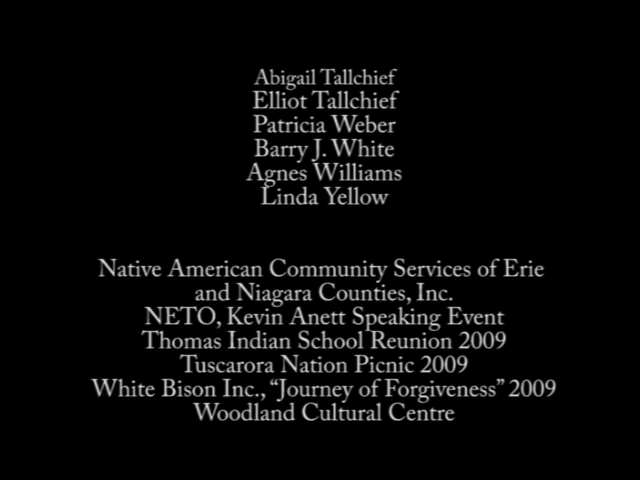 Abigail Tallchief
Elliot Tallchief
Patricia Weber
Barry J. White
Agnes Williams
Linda Yellow
Native American Community Services of Erie
and Niagara Counties, Inc.
NETO, Kevin Anett Speaking Event
Thomas Indian School Reunion 2009
Tuscarora Nation Picnic 2009
White Bison Inc., “Journey of Forgiveness” 2009
Woodland Cultural Centre